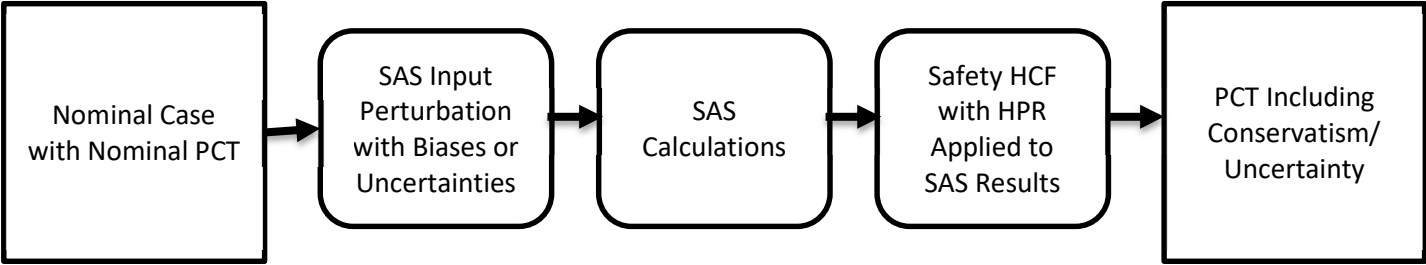 Nominal Case
with Nominal PCT
SAS Input
Perturbation
with Biases or
Uncertainties
SAS
Calculations
Safety HCF
with HPR
Applied to
SAS Results
PCT Including
Conservatism/
Uncertainty